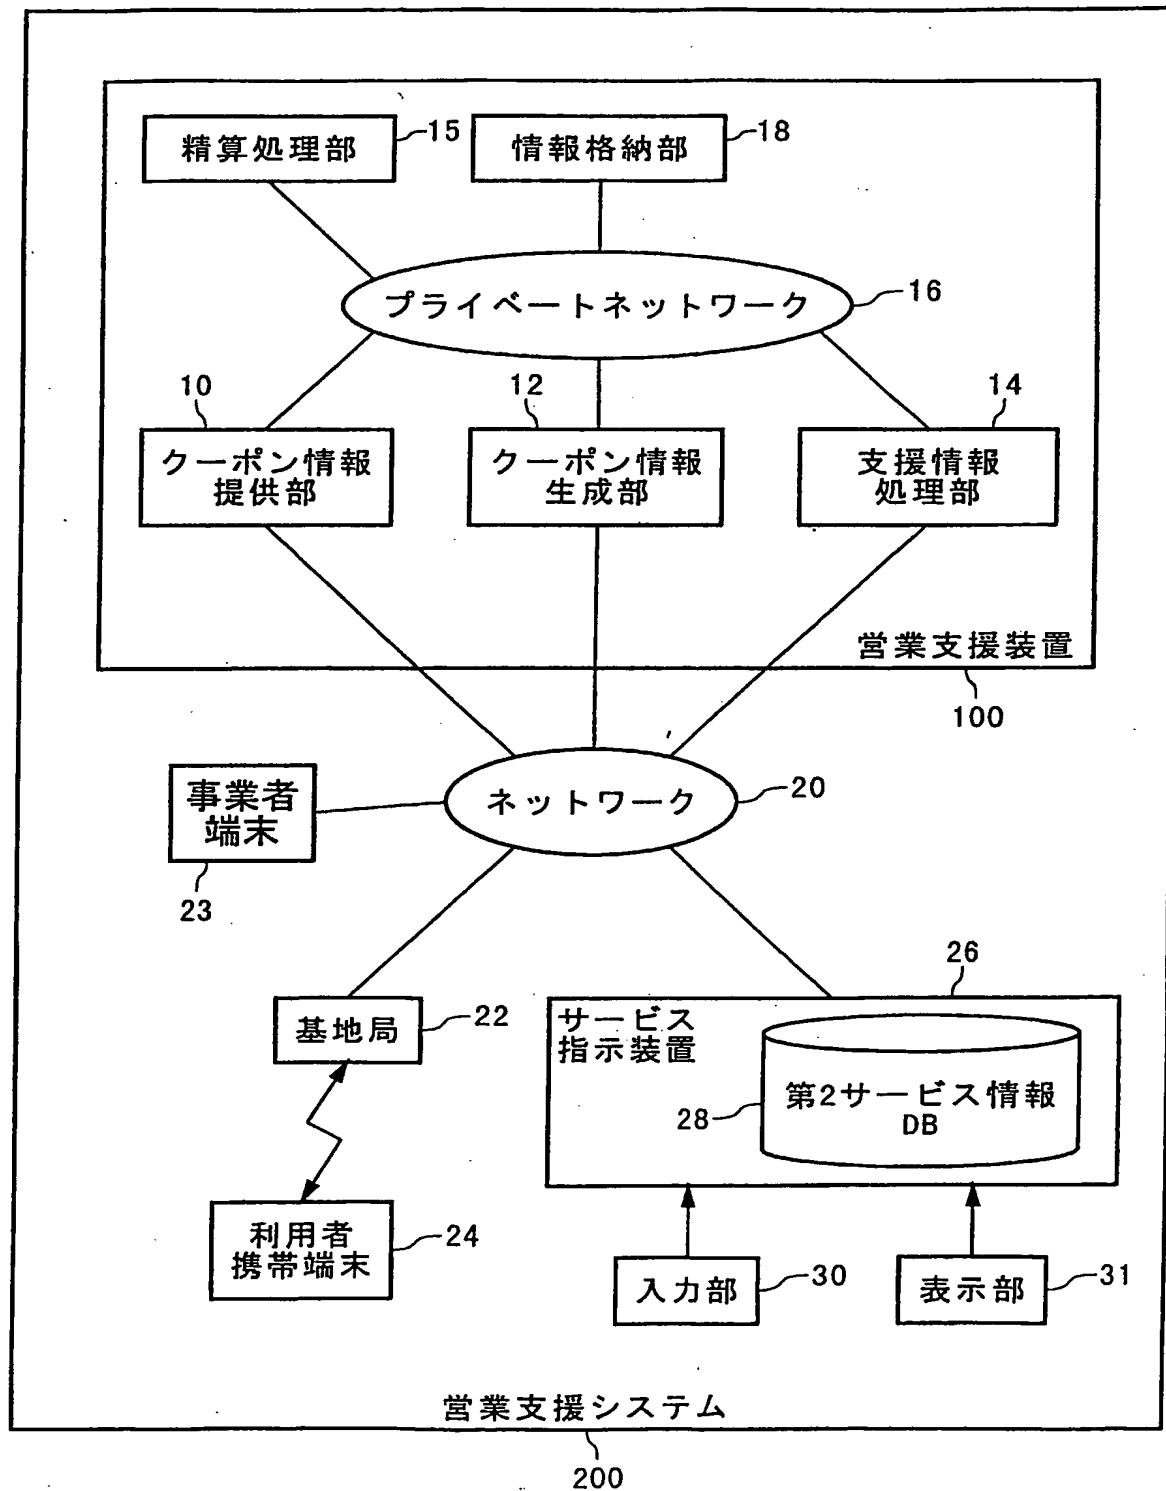 精算処理部
15
情報格納部
18
プライベートネットワーク
16
10
12
14
クーポン情報
提供部
クーポン情報
生成部
支援情報
処理部
営業支援装置
100
事業者
端末
23
ネットワーク
20
26
基地局
22
サービス
指示装置
28
第2サービス情報
DB
利用者
携帯端末
24
入力部
30
表示部
31
営業支援システム
200